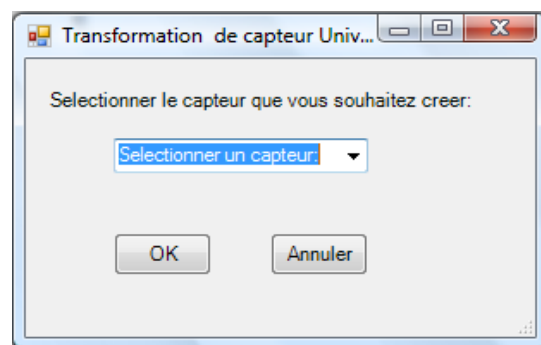 Transformation de capteur Univ...
Selectionner le capteur que vous souhaitez creer:
Selectionner un capteur:
OK
Annuler